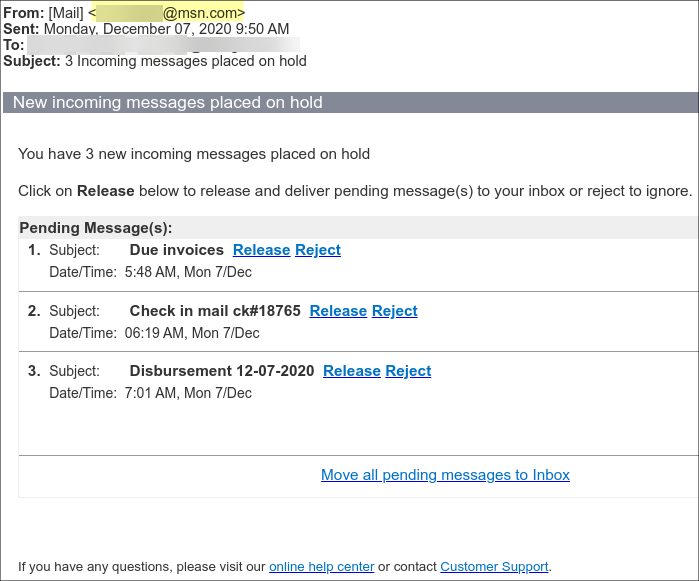 From: [Mail] < @msn.com>
Sent: Monday, December 07, 2020 9:50 AM
To:
Subject: 3 Incoming messages placed on hold
New incoming messages placed on hold
You have 3 new incoming messages placed on hold
Click on Release below to release and deliver pending message(s) to your inbox or reject to ignore.
Pending Message(s):
1. Subject: Due invoices Release Reject
Date/Time: 5:48 AM, Mon 7/Dec
2. Subject: Check in mail ck#18765 Release Reject
Date/Time: 06:19 AM, Mon 7/Dec
3. Subject: Disbursement 12-07-2020 Release Reject
Date/Time: 7:01 AM, Mon 7/Dec
Move all pending messages to Inbox
If you have any questions, please visit our online help center or contact Customer Support.